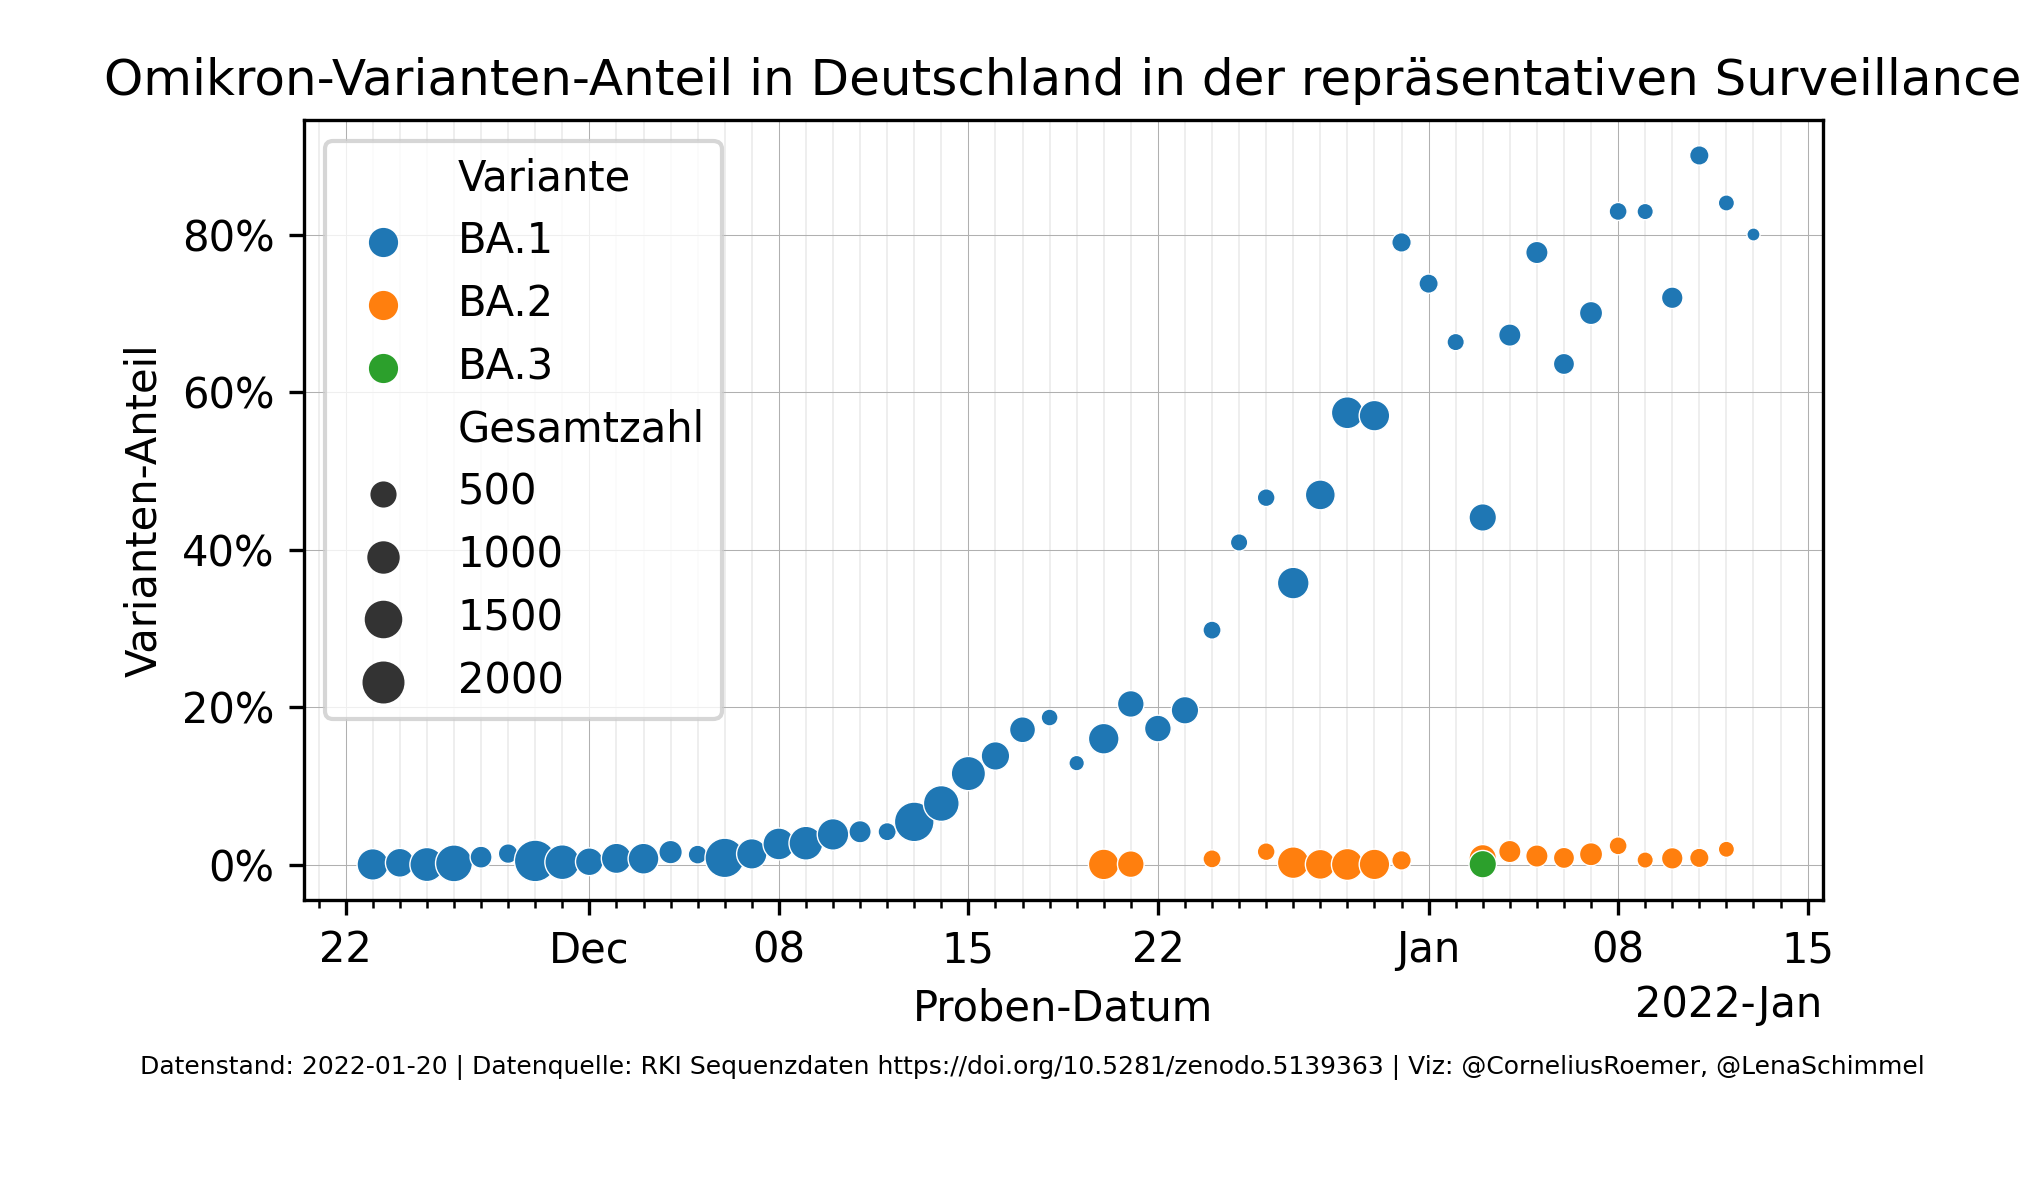 Omikron-Varianten-Anteil in Deutschland in der repräsentativen Surveillance
Variante
BA.1
BA.2
BA.3
Gesamtzahl
500
1000
1500
2000
Varianten-Anteil
80%
60%
40%
20%
0%
22 Dec 08 15 22 Jan 08 15
Proben-Datum
2022-Jan
Datenstand: 2022-01-20 | Datenquelle: RKI Sequenzdaten https://doi.org/10.5281/zenodo.5139363 | Viz: @CorneliusRoemer, @LenaSchimmel